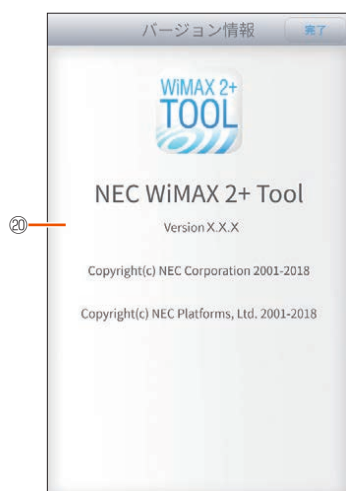 バージョン情報 完了
WiMAX 2+
TOOL
NEC WiMAX 2+ Tool
⑳
Version X.X.X
Copyright(c) NEC Corporation 2001-2018
Copyright(c) NEC Platforms, Ltd. 2001-2018